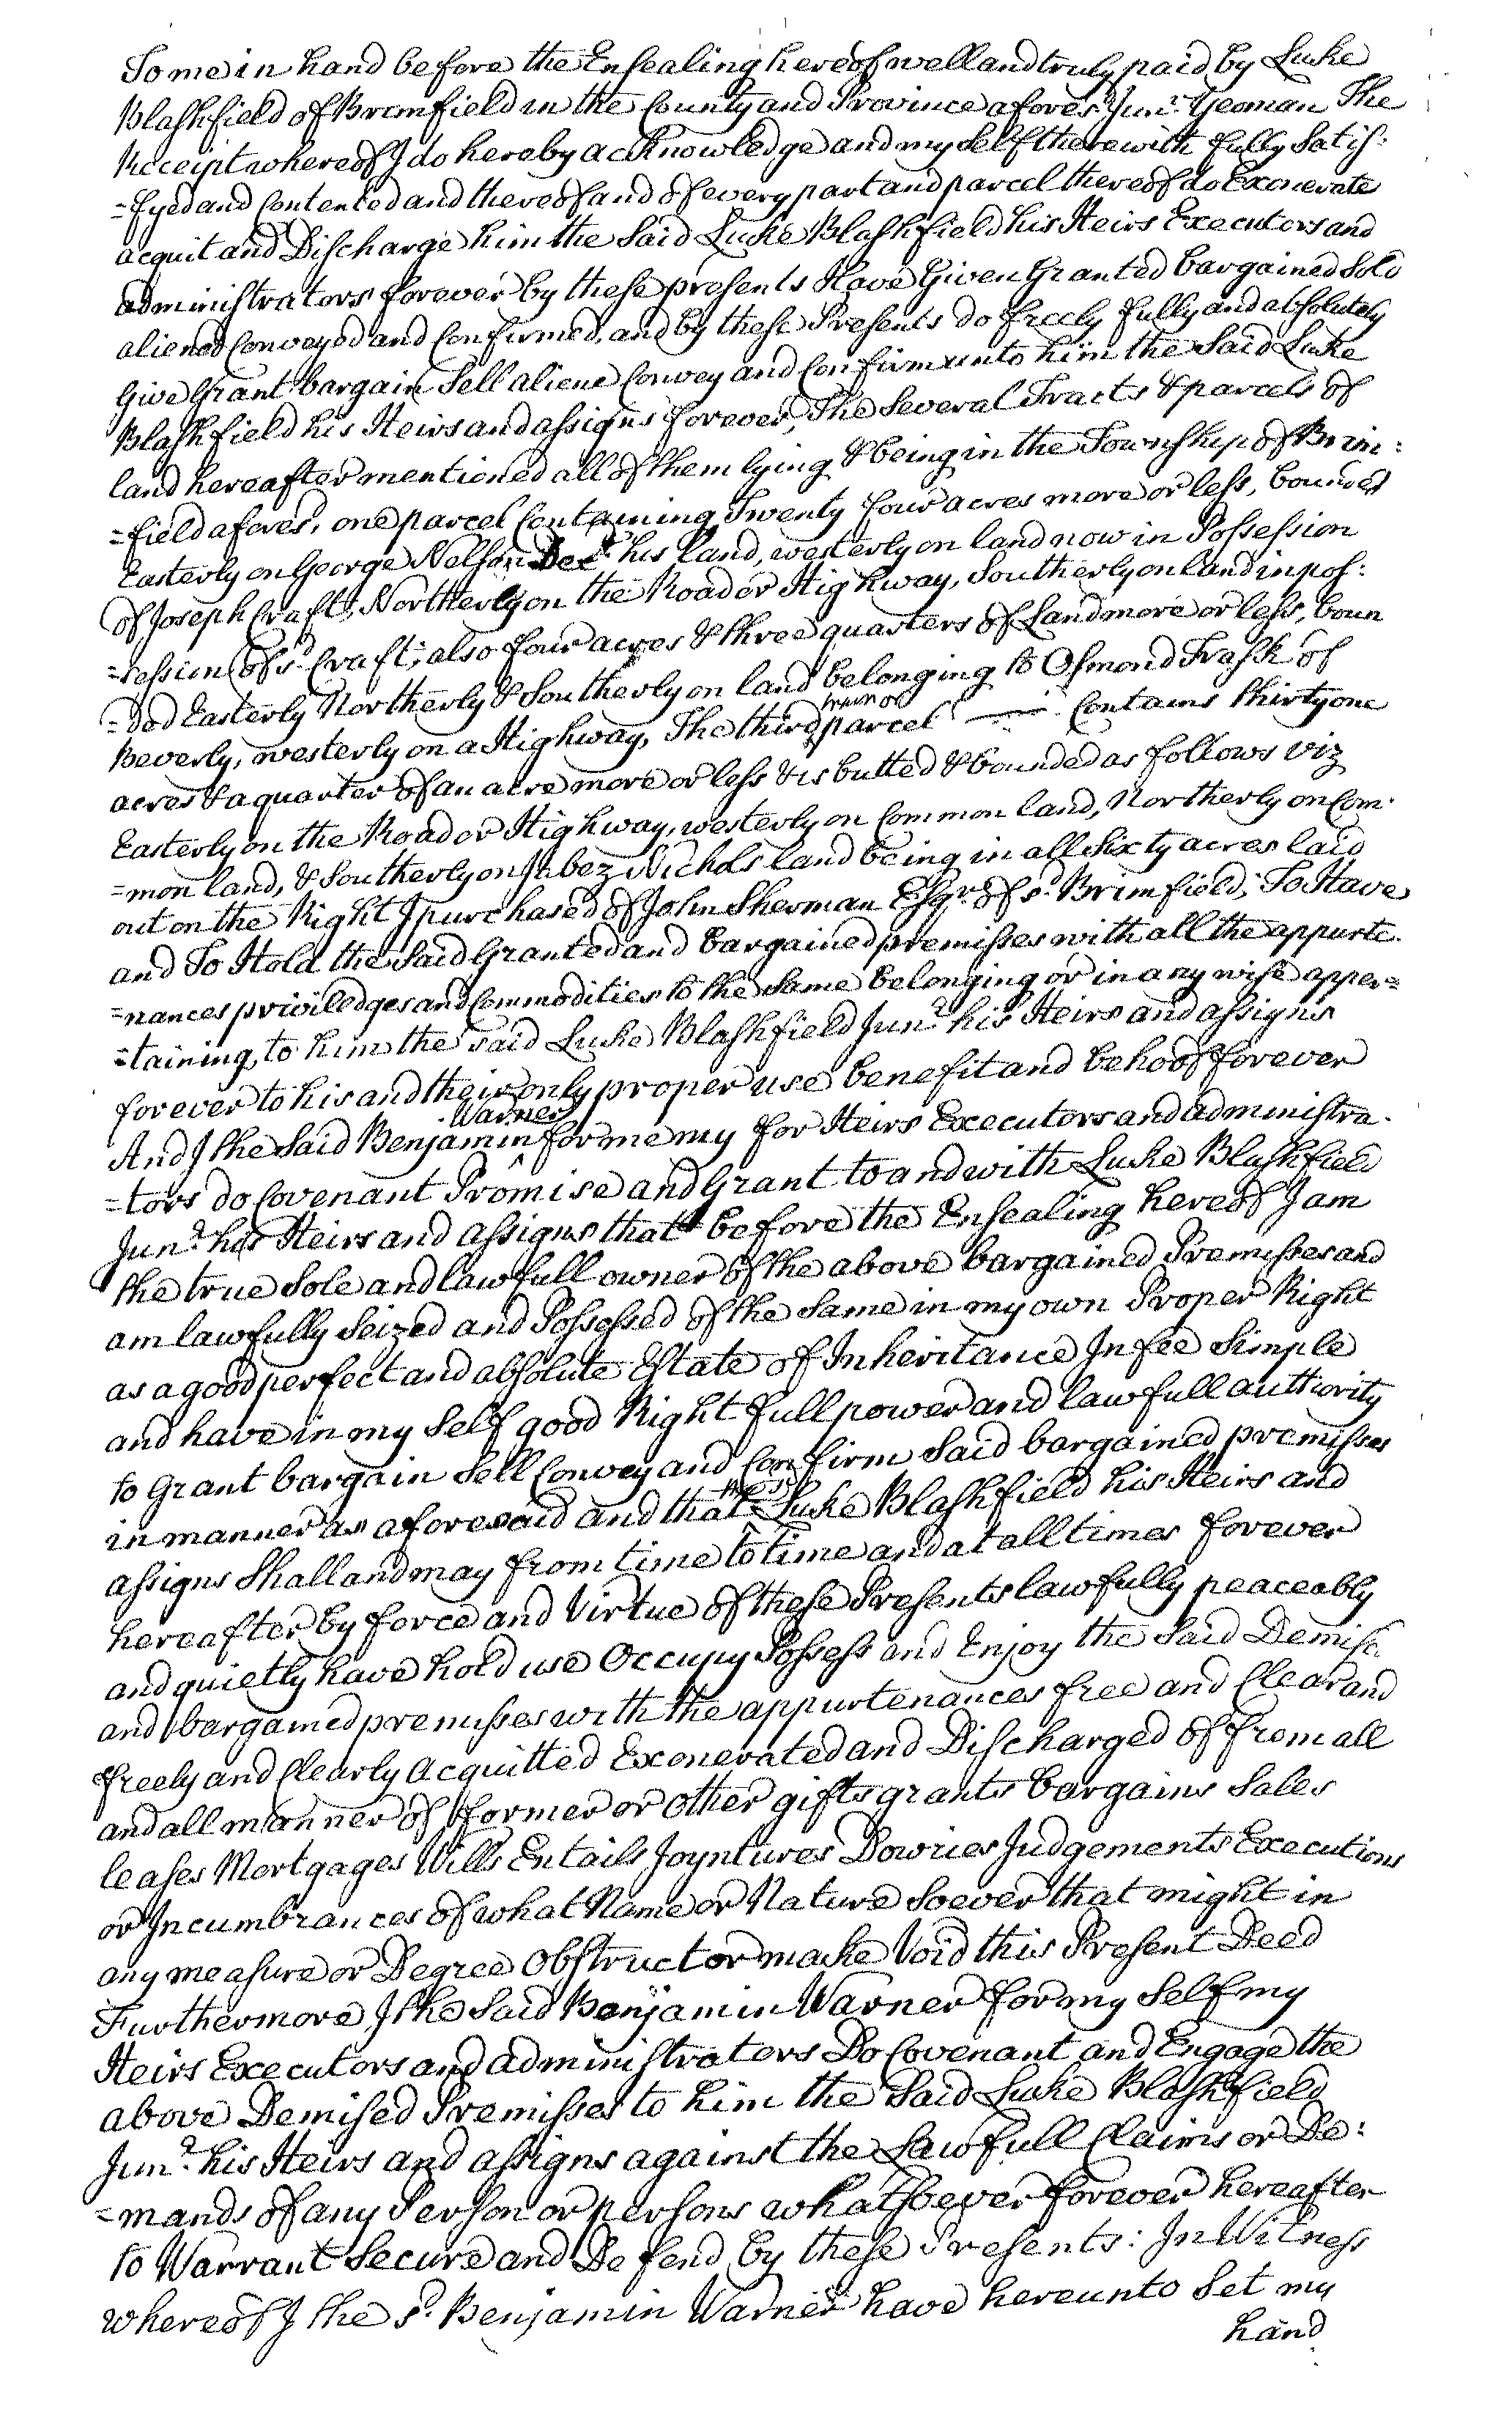 To me in hand before the Ensealing hereof well and truly paid by Luke
Blashfield of Brimfield in the County and Province afores.d Jun.r Yeoman The
Receipt whereof I do hereby acknowledge and my self therewith fully Satis:
=fyed and Contented and thereof and of every part and parcel thereof do Exonerate
acquit and Discharge him the Said Luke Blashfield his Heirs Executors and
administrators forever by these presents Have Given Granted bargained Sold
aliened Conveyed and Confirmed, and by these Presents do freely fully and absolutely
Give Grant bargain Sell aliene Convey and Confirm unto him the Said Luke
Blashfield his Heirs and assigns forever, The Several Tracts & parcels of
land hereafter mentioned all of them lying & being in the Township of Brim:
=field afores.d, one parcel Containing Twenty four acres more or less, bounded
Easterly on George Nelson Dec.d his land, westerly on land now in Possession
of Joseph Craft, Northerly on the Road or Highway, Southerly on land in pos:
=session of s.d Craft; also four acres & three quarters of Land more or less, boun
=ded Easterly Northerly & Southerly on land belonging to Osmond Trask of
Beverly, westerly on a Highway, The third parcel Contains thirty one
acres & a quarter of an acre more or less & is butted & bounded as follows viz
Easterly on the Road or Highway, westerly on Common land, Northerly on Com:
=mon land, & Southerly on Jabez Nichols land being in all Sixty acres laid
out on the Right I purchased of John Sherman Esq.r of s.d Brimfield; To Have
and To Hold the Said Granted and bargained premisses with all the appurte:
=nances priviledges and Commodities to the Same belonging or in any wise apper=
=taining, to him the said Luke Blashfield Jun.r his Heirs and assigns
forever to his and their only proper use benefit and behoof forever
And I the Said Benjamin ^Warner for me my for Heirs Executors and administra:
=tors do Covenant Promise and Grant to and with Luke Blashfield
Jun.r his Heirs and assigns that before the Ensealing hereof I am
the true Sole and lawfull owner of the above bargained Premisses and
am lawfully Seized and Possessed of the Same in my own Proper Right
as a good perfect and absolute Estate of Inheritance In fee Simple
and have in my Self good Right full power and lawfull authority
to Grant bargain Sell Convey and Confirm Said bargained premisses
in manner as aforesaid and that Luke Blashfield his Heirs and
assigns Shall and may from time to time and at all times forever
hereafter by force and Virtue of these Presents lawfully peaceably
and quietly have hold use Occupy Possess and Enjoy the Said Demis.d
and bargained premisses with the appurtenances free and Clear and
freely and Clearly Acquitted Exonerated and Discharged of from all
and all manner of former or other gifts grants bargains Sales
leases Mortgages Wills Entails Joyntures Dowries Judgements Executions
or Incumbrances of what Name or Nature Soever that might in
any measure or Degree Obstruct or make Void this Present Deed
Furthermore I the Said Benjamin Warner for my Self my
Heirs Executors and administrators Do Covenant and Engage the
above Demised Premisses to him the Said Luke Blashfield
Jun.r his Heirs and assigns against the Lawfull Claims or De:
=mands of any Person or persons whatsoever forever hereafter
to Warrant Secure and Defend by these Presents: In Witness
whereof I the s.d Benjamin Warner have hereunto Set my
hand